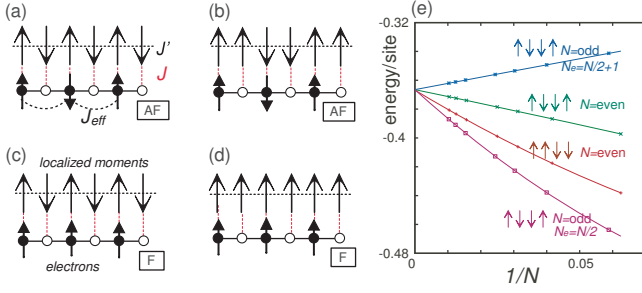 (a)
(b)
J'
J
J_eff
AF
AF
(c)
(d)
localized moments
electrons
F
F
(e)
energy/site
-0.32
-0.4
-0.48
N=odd
N_e=N/2+1
N=even
N=even
N=odd
N_e=N/2
0
0.05
1/N